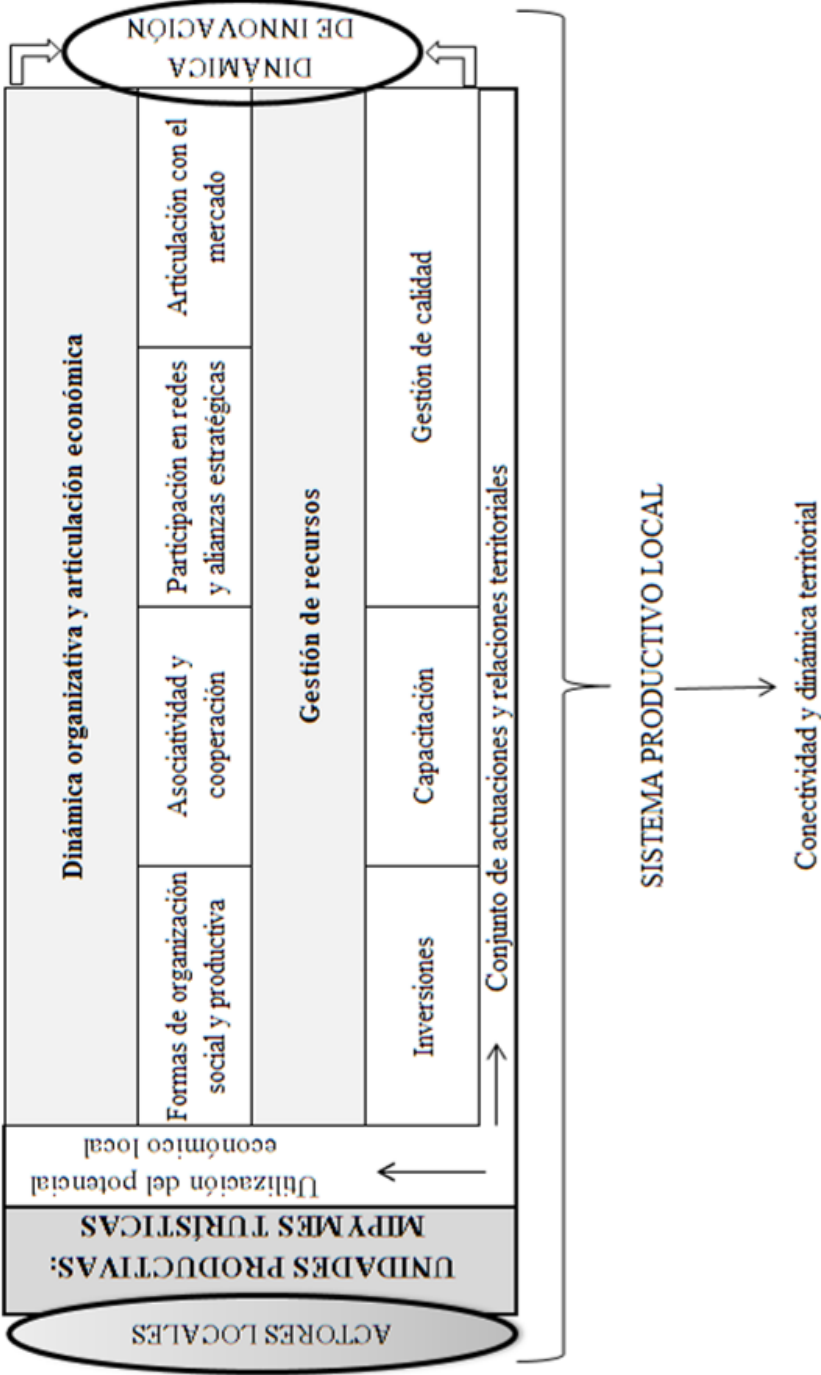 ACTORES LOCALES
UNIDADES PRODUCTIVAS:
MIPYMES TURÍSTICAS
Utilización del potencial
económico local
Dinámica organizativa y articulación económica
Formas de organización
social y productiva
Asociatividad y
cooperación
Participación en redes
y alianzas estratégicas
Articulación con el
mercado
Gestión de recursos
Inversiones
Capacitación
Gestión de calidad
Conjunto de actuaciones y relaciones territoriales
DINÁMICA
DE INNOVACIÓN
SISTEMA PRODUCTIVO LOCAL
Conectividad y dinámica territorial